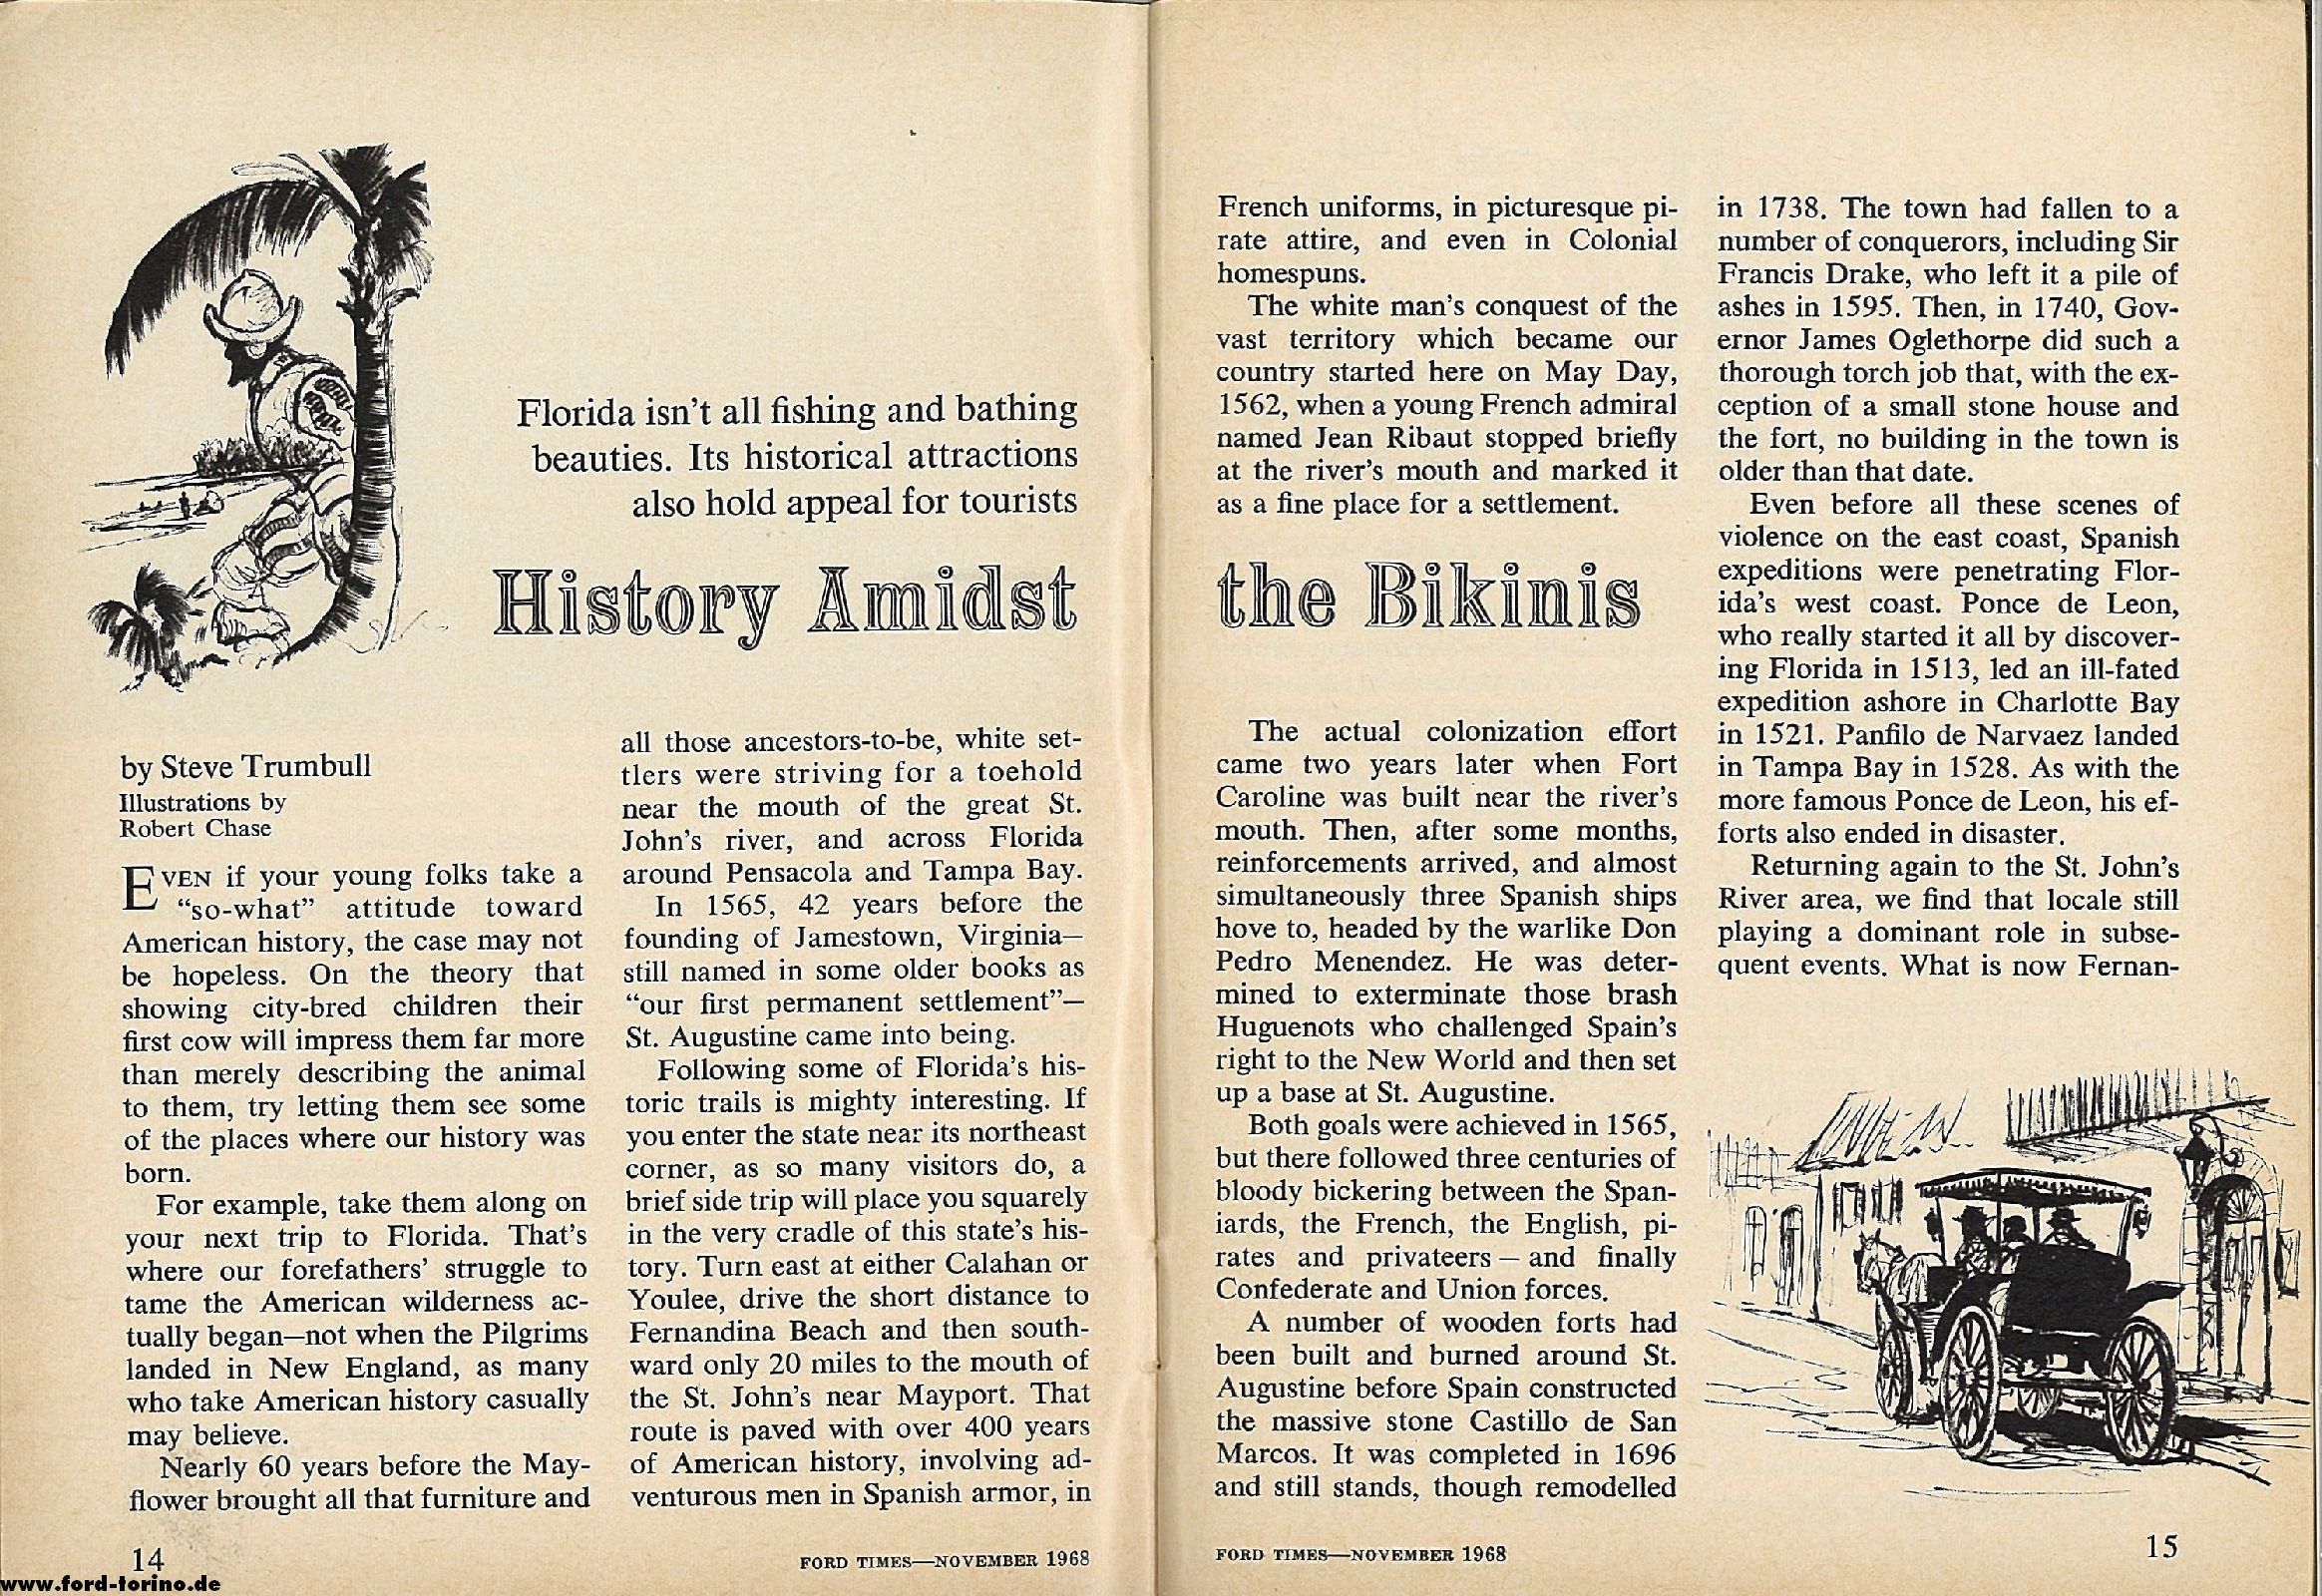 Florida isn't all fishing and bathing
beauties. Its historical attractions
also hold appeal for tourists
History Amidst
the Bikinis
by Steve Trumbull
Illustrations by
Robert Chase
EVEN if your young folks take a
"so-what" attitude toward
American history, the case may not
be hopeless. On the theory that
showing city-bred children their
first cow will impress them far more
than merely describing the animal
to them, try letting them see some
of the places where our history was
born.
For example, take them along on
your next trip to Florida. That's
where our forefathers' struggle to
tame the American wilderness ac-
tually began—not when the Pilgrims
landed in New England, as many
who take American history casually
may believe.
Nearly 60 years before the May-
flower brought all that furniture and
all those ancestors-to-be, white set-
tlers were striving for a toehold
near the mouth of the great St.
John's river, and across Florida
around Pensacola and Tampa Bay.
In 1565, 42 years before the
founding of Jamestown, Virginia—
still named in some older books as
"our first permanent settlement"—
St. Augustine came into being.
Following some of Florida's his-
toric trails is mighty interesting. If
you enter the state near its northeast
corner, as so many visitors do, a
brief side trip will place you squarely
in the very cradle of this state's his-
tory. Turn east at either Calahan or
Youlee, drive the short distance to
Fernandina Beach and then south-
ward only 20 miles to the mouth of
the St. John's near Mayport. That
route is paved with over 400 years
of American history, involving ad-
venturous men in Spanish armor, in
14
FORD TIMES—NOVEMBER 1968
French uniforms, in picturesque pi-
rate attire, and even in Colonial
homespuns.
The white man's conquest of the
vast territory which became our
country started here on May Day,
1562, when a young French admiral
named Jean Ribaut stopped briefly
at the river's mouth and marked it
as a fine place for a settlement.
The actual colonization effort
came two years later when Fort
Caroline was built near the river's
mouth. Then, after some months,
reinforcements arrived, and almost
simultaneously three Spanish ships
hove to, headed by the warlike Don
Pedro Menendez. He was deter-
mined to exterminate those brash
Huguenots who challenged Spain's
right to the New World and then set
up a base at St. Augustine.
Both goals were achieved in 1565,
but there followed three centuries of
bloody bickering between the Span-
iards, the French, the English, pi-
rates and privateers — and finally
Confederate and Union forces.
A number of wooden forts had
been built and burned around St.
Augustine before Spain constructed
the massive stone Castillo de San
Marcos. It was completed in 1696
and still stands, though remodelled
in 1738. The town had fallen to a
number of conquerors, including Sir
Francis Drake, who left it a pile of
ashes in 1595. Then, in 1740, Gov-
ernor James Oglethorpe did such a
thorough torch job that, with the ex-
ception of a small stone house and
the fort, no building in the town is
older than that date.
Even before all these scenes of
violence on the east coast, Spanish
expeditions were penetrating Flor-
ida's west coast. Ponce de Leon,
who really started it all by discover-
ing Florida in 1513, led an ill-fated
expedition ashore in Charlotte Bay
in 1521. Panfilo de Narvaez landed
in Tampa Bay in 1528. As with the
more famous Ponce de Leon, his ef-
forts also ended in disaster.
Returning again to the St. John's
River area, we find that locale still
playing a dominant role in subse-
quent events. What is now Fernan-
FORD TIMES—NOVEMBER 1968
15
www.ford-torino.de